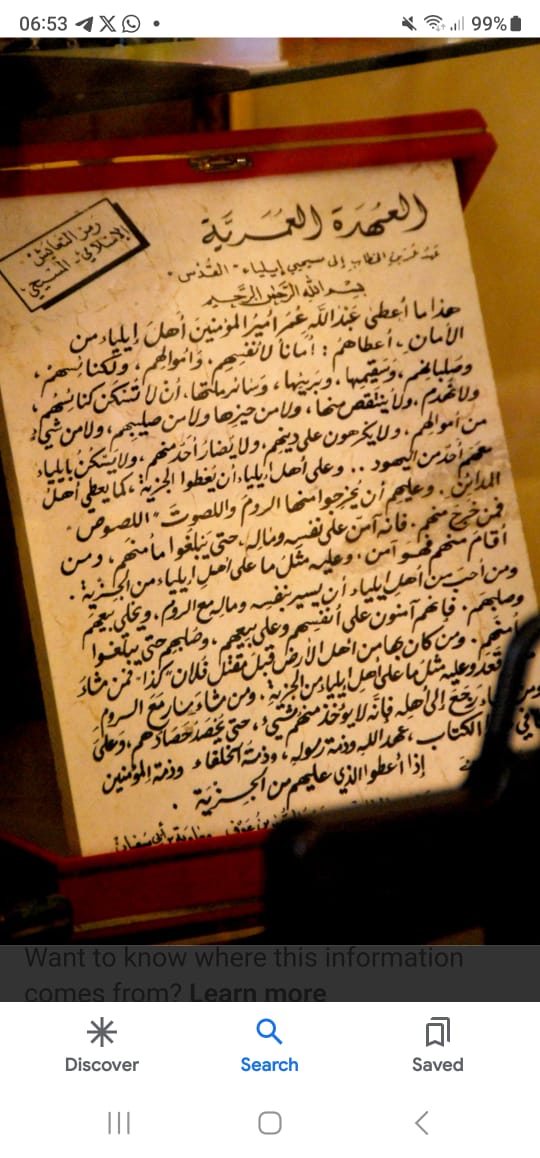 06:53
99%
العهدة العمرية
رمز التعايش
الإسلامي - المسيحي
عهد عمر بن الخطاب إلى مسيحيي إيلياء "القدس"
بسم الله الرحمن الرحيم
هذا ما أعطى عبد الله عمر أمير المؤمنين أهل إيلياء من
الأمان، أعطاهم: أماناً لأنفسهم، وأموالهم، ولكنائسهم،
وصلبانهم، وسقيمها، وبريئها، وسائر ملتها، أن لا تسكن كنائسهم،
ولا تهدم، ولا ينتقص منها، ولا من حيزها ولا من صليبهم، ولا من شيء
من أموالهم، ولا يكرهون على دينهم، ولا يضار أحد منهم، ولا يسكن بإيلياء
معهم أحد من اليهود.. وعلى أهل إيلياء أن يعطوا الجزية، كما يعطي أهل
المدائن. وعليهم أن يخرجوا منها الروم واللصوت "اللصوص"
فمن خرج منهم. فإنه آمن على نفسه وماله، حتى يبلغوا مأمنهم، ومن
أقام منهم فهو آمن، وعليه مثل ما على أهل إيلياء من الجزية.
ومن أحب من أهل إيلياء أن يسير بنفسه وماله مع الروم، ويخلي بيعهم
وصلبهم. فإنهم آمنون على أنفسهم وعلى بيعهم، وصلبهم حتى يبلغوا
مأمنهم. ومن كان بها من أهل الأرض قبل مقتل فلان "كذا" فمن شاء
قعد وعليه مثل ما على أهل إيلياء من الجزية، ومن شاء سار مع الروم
رجع إلى أهله فإنه لا يؤخذ منهم شيء، حتى يحصد حصادهم، وعلى
الكتاب، عهد الله وذمة رسوله، وذمة الخلفاء وذمة المؤمنين
إذا أعطوا الذي عليهم من الجزية.
بن عوف، معاوية بن أبي سفيان
Want to know where this information
comes from? Learn more
Discover
Search
Saved